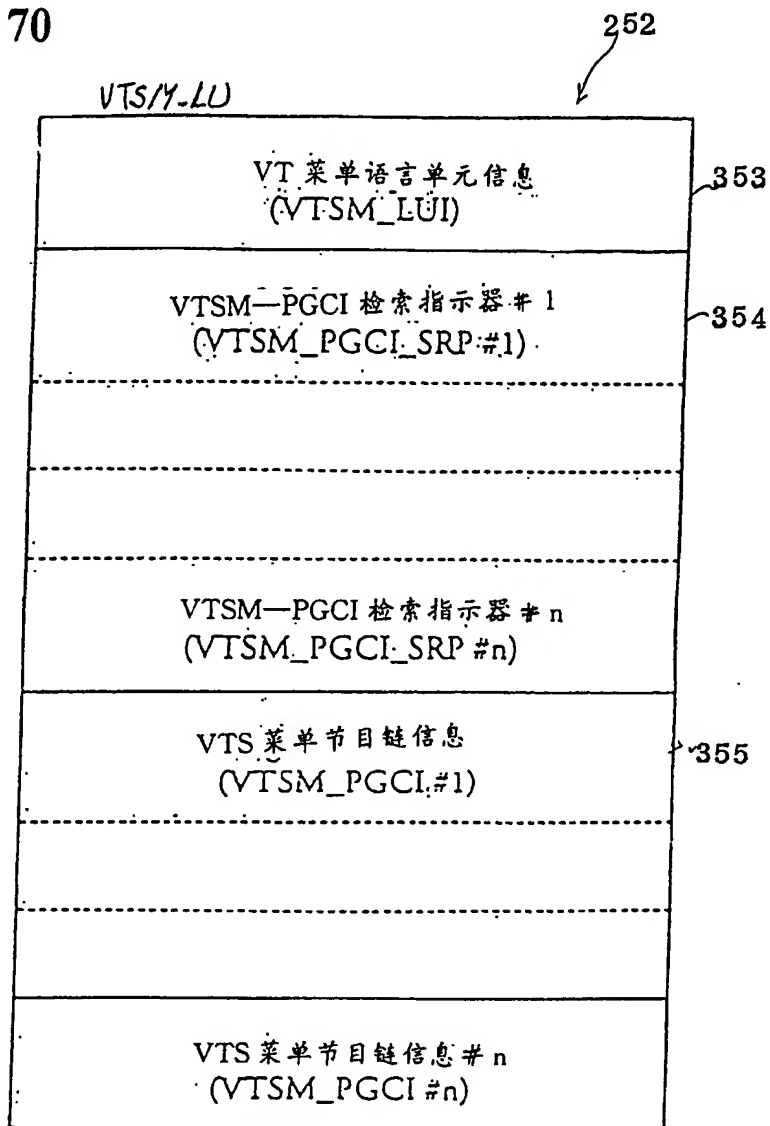 70
252
VTSM-LU
VT 菜单语言单元信息
(VTSM_LUI)
353
VTSM—PGCI 检索指示器 # 1
(VTSM_PGCI_SRP #1)
354
VTSM—PGCI 检索指示器 # n
(VTSM_PGCI_SRP #n)
VTS 菜单节目链信息
(VTSM_PGCI #1)
355
VTS 菜单节目链信息 # n
(VTSM_PGCI #n)